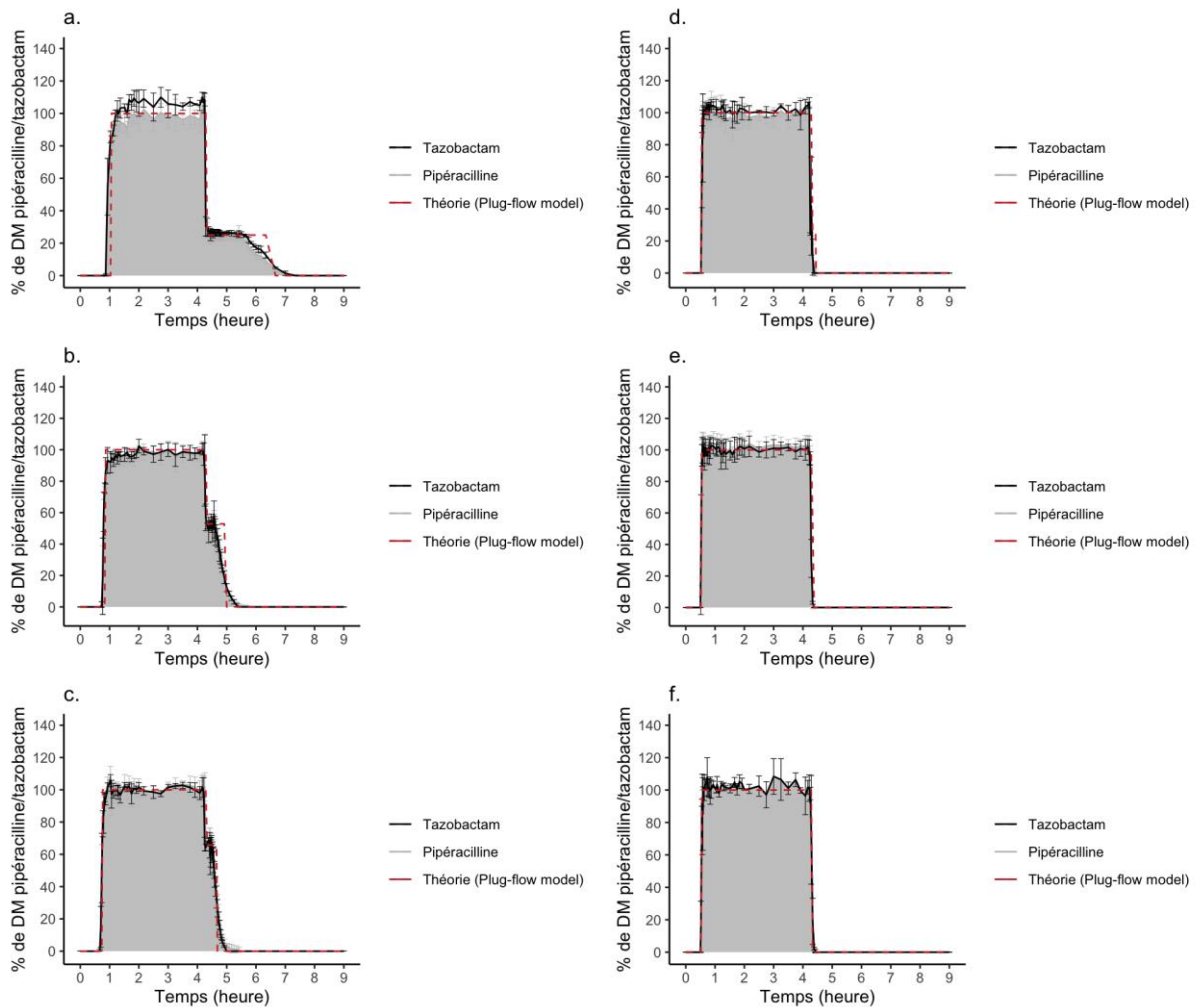 a.
% de DM pipéracilline/tazobactam
140
120
100
80
60
40
20
0
0 1 2 3 4 5 6 7 8 9
Temps (heure)
Tazobactam
Pipéracilline
Théorie (Plug-flow model)
d.
% de DM pipéracilline/tazobactam
140
120
100
80
60
40
20
0
0 1 2 3 4 5 6 7 8 9
Temps (heure)
Tazobactam
Pipéracilline
Théorie (Plug-flow model)
b.
% de DM pipéracilline/tazobactam
140
120
100
80
60
40
20
0
0 1 2 3 4 5 6 7 8 9
Temps (heure)
Tazobactam
Pipéracilline
Théorie (Plug-flow model)
e.
% de DM pipéracilline/tazobactam
140
120
100
80
60
40
20
0
0 1 2 3 4 5 6 7 8 9
Temps (heure)
Tazobactam
Pipéracilline
Théorie (Plug-flow model)
c.
% de DM pipéracilline/tazobactam
140
120
100
80
60
40
20
0
0 1 2 3 4 5 6 7 8 9
Temps (heure)
Tazobactam
Pipéracilline
Théorie (Plug-flow model)
f.
% de DM pipéracilline/tazobactam
140
120
100
80
60
40
20
0
0 1 2 3 4 5 6 7 8 9
Temps (heure)
Tazobactam
Pipéracilline
Théorie (Plug-flow model)